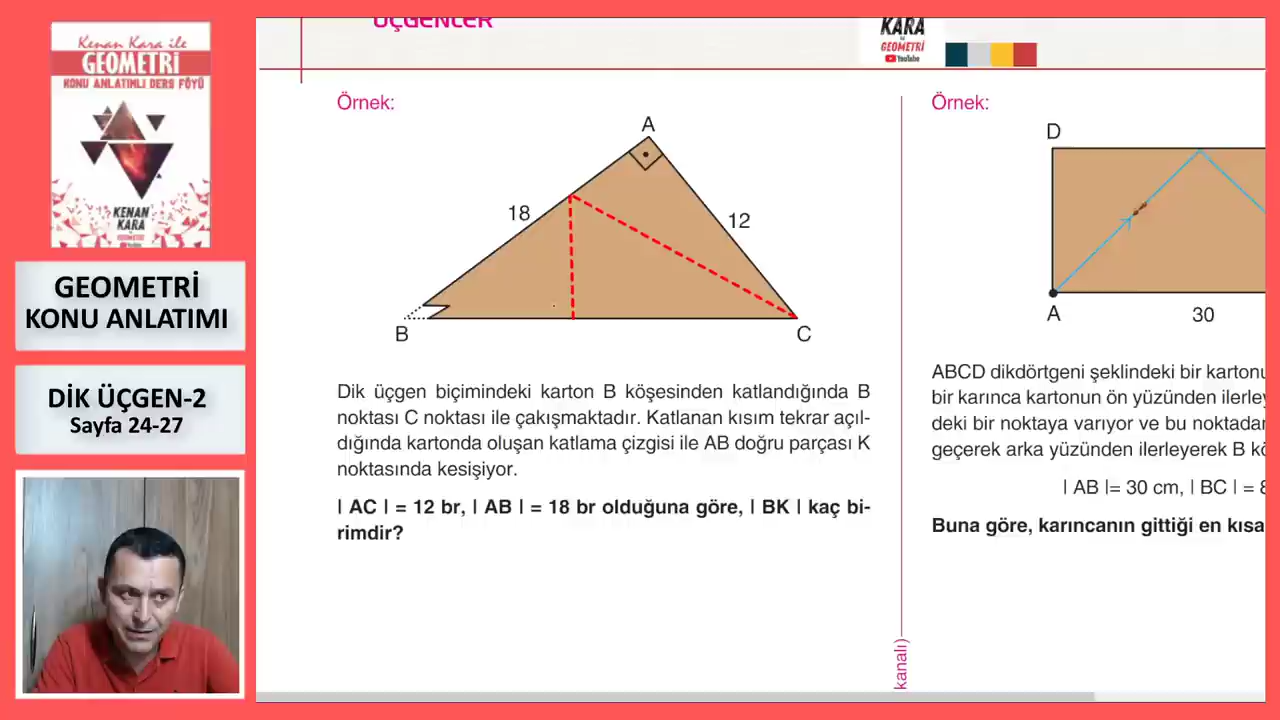 Kenan Kara ile
GEOMETRİ
KONU ANLATIMLI DERS FÖYÜ
KENAN
KARA
GEOMETRİ
KONU ANLATIMI
DİK ÜÇGEN-2
Sayfa 24-27
ÜÇGENLER
KARA
ile
GEOMETRİ
YouTube
Örnek:
A
18
12
B
C
Dik üçgen biçimindeki karton B köşesinden katlandığında B
noktası C noktası ile çakışmaktadır. Katlanan kısım tekrar açıl-
dığında kartonda oluşan katlama çizgisi ile AB doğru parçası K
noktasında kesişiyor.
| AC | = 12 br, | AB | = 18 br olduğuna göre, | BK | kaç bi-
rimdir?
kanalı)
Örnek:
D
A
30
ABCD dikdörtgeni şeklindeki bir kartonu
bir karınca kartonun ön yüzünden ilerley
deki bir noktaya varıyor ve bu noktadan
geçerek arka yüzünden ilerleyerek B kö
| AB |= 30 cm, | BC | = 8
Buna göre, karıncanın gittiği en kısa